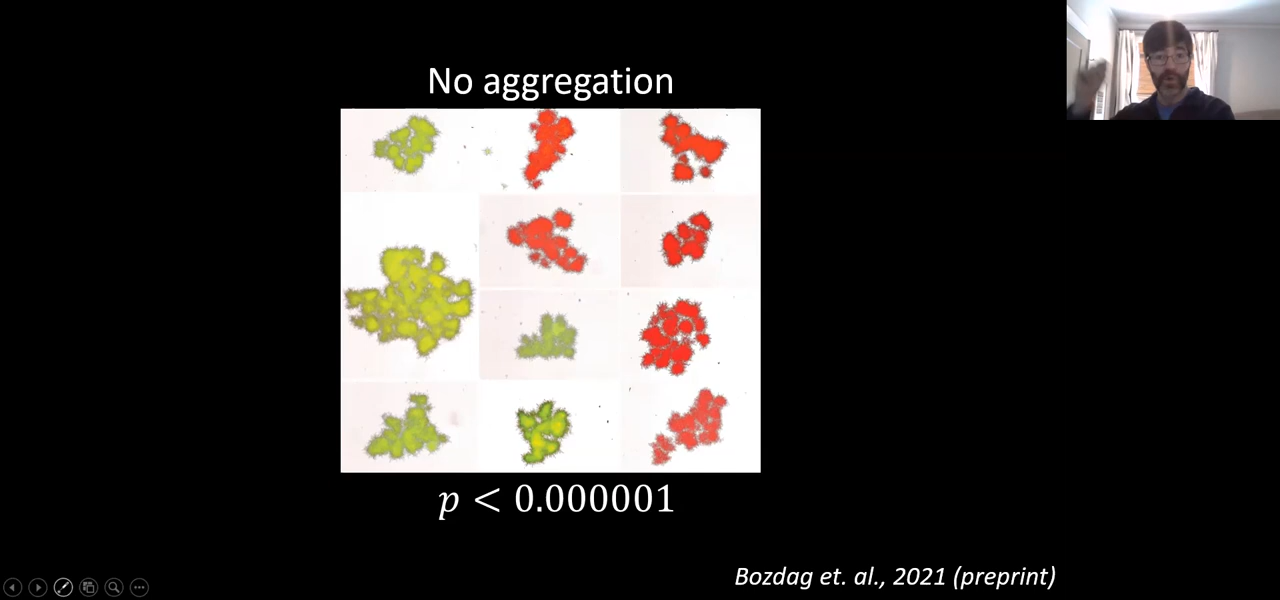 No aggregation
p < 0.000001
Bozdag et. al., 2021 (preprint)